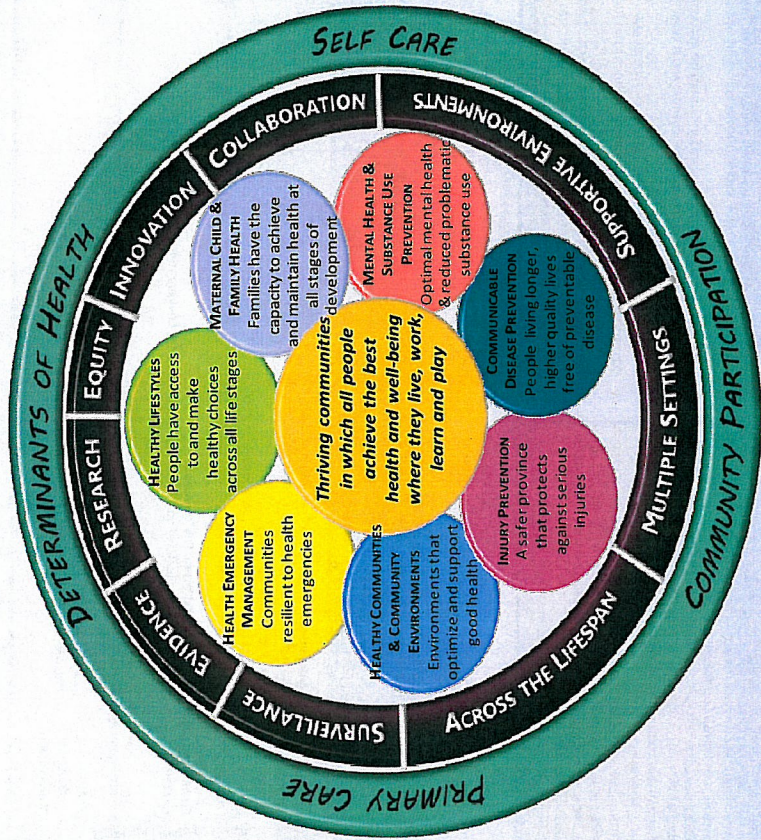 DETERMINANTS OF HEALTH
SELF CARE
COMMUNITY PARTICIPATION
PRIMARY CARE
SURVEILLANCE
EVIDENCE
RESEARCH
EQUITY
INNOVATION
COLLABORATION
SUPPORTIVE ENVIRONMENTS
MULTIPLE SETTINGS
ACROSS THE LIFESPAN
HEALTHY LIFESTYLES
People have access
to and make
healthy choices
across all life stages
MATERNAL CHILD &
FAMILY HEALTH
Families have the
capacity to achieve
and maintain health at
all stages of
development
MENTAL HEALTH &
SUBSTANCE USE
PREVENTION
Optimal mental health
& reduced problematic
substance use
COMMUNICABLE
DISEASE PREVENTION
People living longer,
higher quality lives
free of preventable
disease
INJURY PREVENTION
A safer province
that protects
against serious
injuries
HEALTHY COMMUNITIES
& COMMUNITY
ENVIRONMENTS
Environments that
optimize and support
good health
HEALTH EMERGENCY
MANAGEMENT
Communities
resilient to health
emergencies
Thriving communities
in which all people
achieve the best
health and well-being
where they live, work,
learn and play